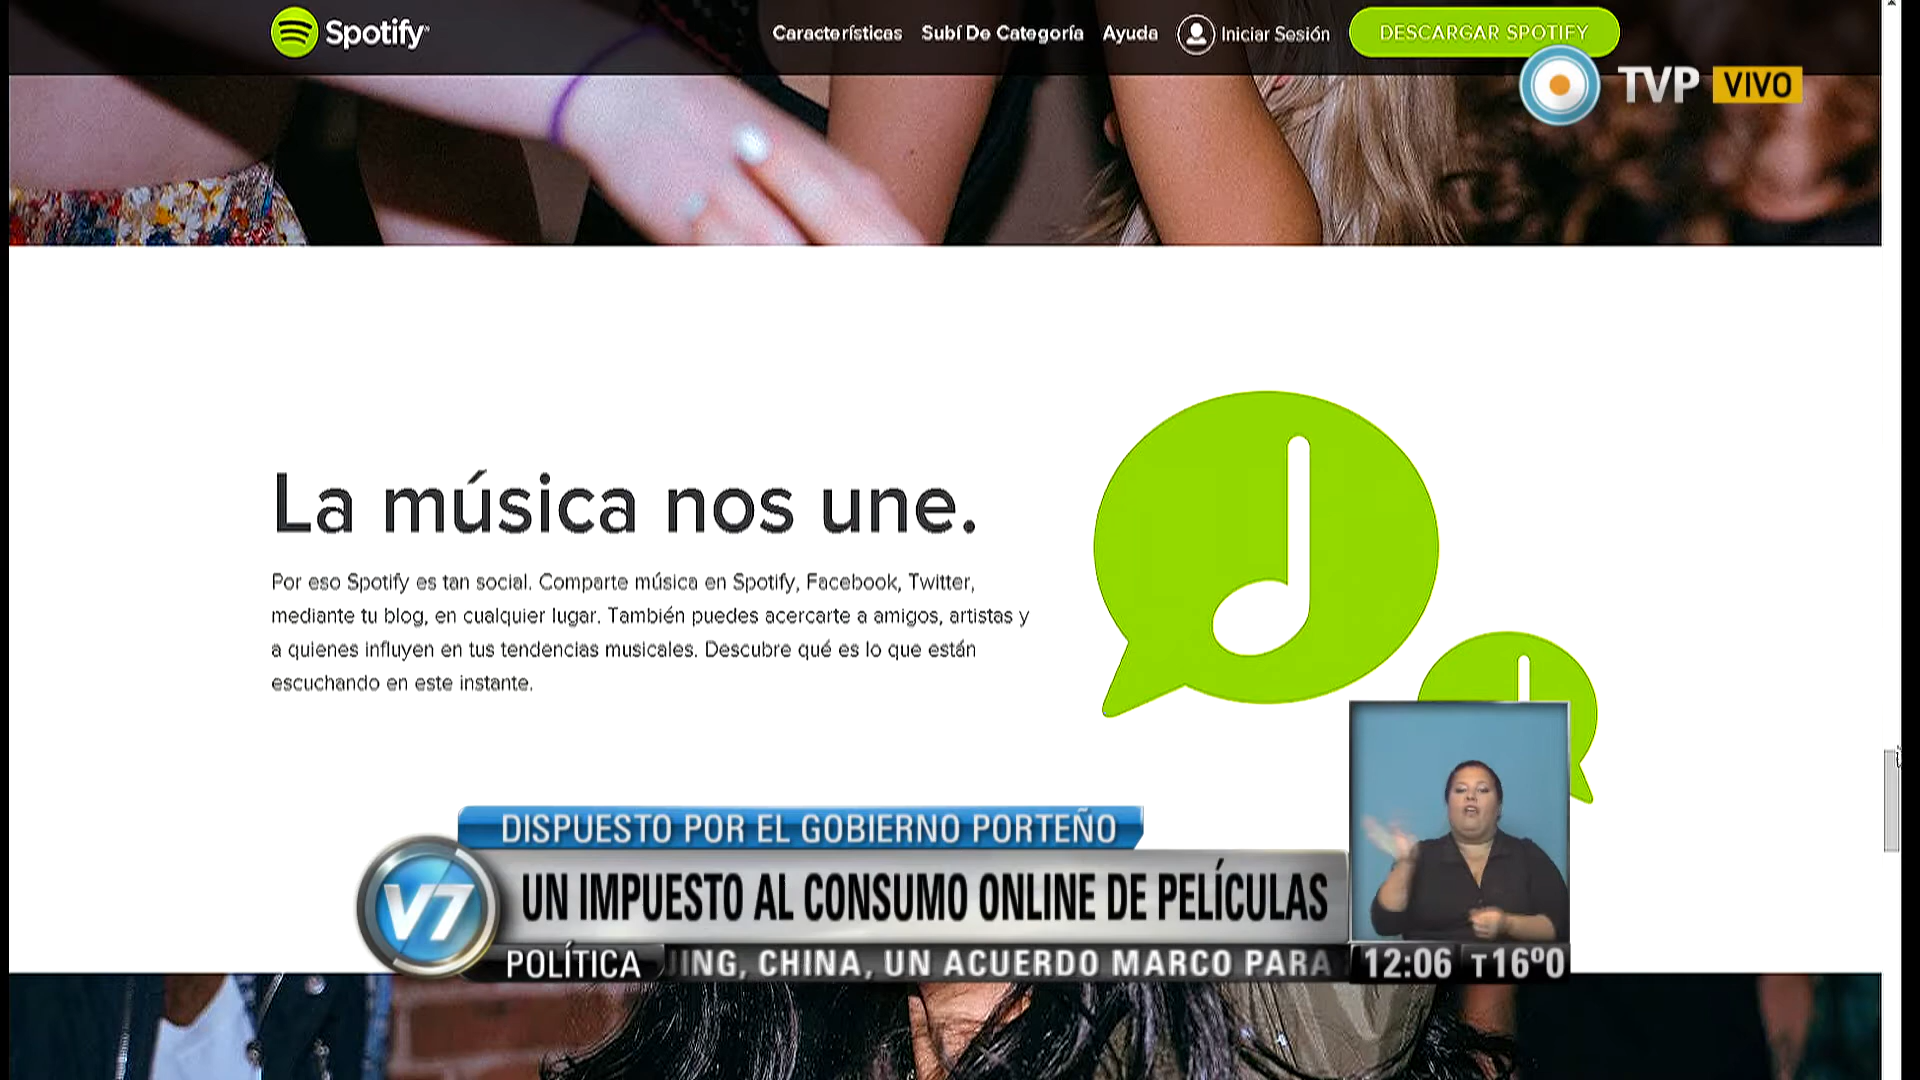 Spotify
Características Subí De Categoría Ayuda Iniciar Sesión DESCARGAR SPOTIFY
TVP VIVO
La música nos une.
Por eso Spotify es tan social. Comparte música en Spotify, Facebook, Twitter,
mediante tu blog, en cualquier lugar. También puedes acercarte a amigos, artistas y
a quienes influyen en tus tendencias musicales. Descubre qué es lo que están
escuchando en este instante.
DISPUESTO POR EL GOBIERNO PORTEÑO
V7
UN IMPUESTO AL CONSUMO ONLINE DE PELÍCULAS
POLÍTICA JING, CHINA, UN ACUERDO MARCO PARA 12:06 T16º0